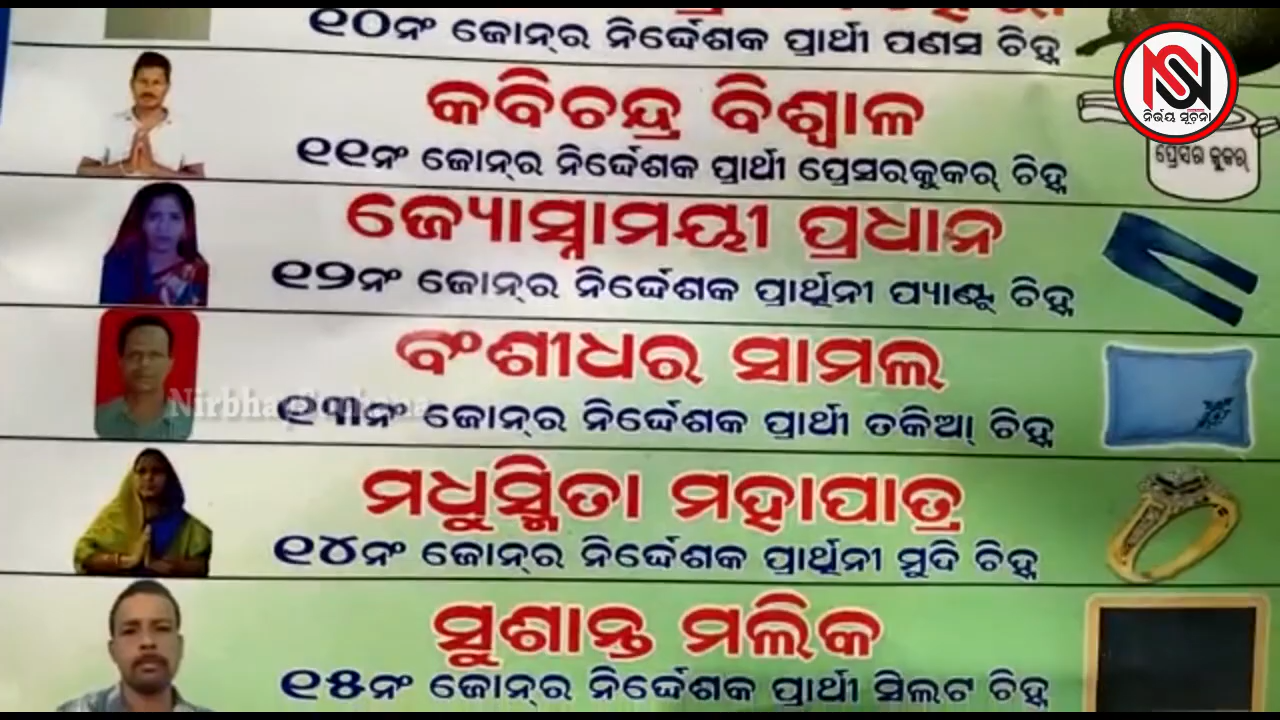 ୧୦ନଂ ଜୋନ୍‌ର ନିର୍ଦ୍ଦେଶକ ପ୍ରାର୍ଥୀ ପଣସ ଚିହ୍ନ
ନିର୍ଭୟ ସୂଚନା
କବିଚନ୍ଦ୍ର ବିଶ୍ୱାଳ
୧୧ନଂ ଜୋନ୍‌ର ନିର୍ଦ୍ଦେଶକ ପ୍ରାର୍ଥୀ ପ୍ରେସରକୁକର୍ ଚିହ୍ନ
ପ୍ରେସର କୁକର୍
ଜ୍ୟୋସ୍ନାମୟୀ ପ୍ରଧାନ
୧୨ନଂ ଜୋନ୍‌ର ନିର୍ଦ୍ଦେଶକ ପ୍ରାର୍ଥିନୀ ପ୍ୟାଣ୍ଟ ଚିହ୍ନ
ବଂଶୀଧର ସାମଲ
୧୩ନଂ ଜୋନ୍‌ର ନିର୍ଦ୍ଦେଶକ ପ୍ରାର୍ଥୀ ତକିଆ ଚିହ୍ନ
ମଧୁସ୍ମିତା ମହାପାତ୍ର
୧୪ନଂ ଜୋନ୍‌ର ନିର୍ଦ୍ଦେଶକ ପ୍ରାର୍ଥିନୀ ମୁଦି ଚିହ୍ନ
ସୁଶାନ୍ତ ମଲିକ
୧୫ନଂ ଜୋନ୍‌ର ନିର୍ଦ୍ଦେଶକ ପ୍ରାର୍ଥୀ ସିଲଟ ଚିହ୍ନ